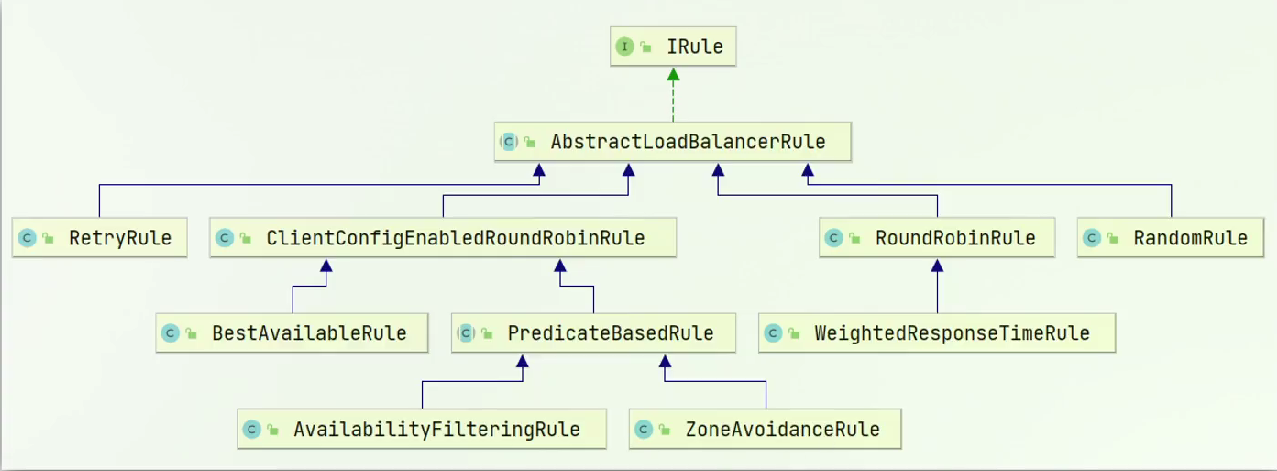 I IRule
C AbstractLoadBalancerRule
C RetryRule
C ClientConfigEnabledRoundRobinRule
C RoundRobinRule
C RandomRule
C BestAvailableRule
C PredicateBasedRule
C WeightedResponseTimeRule
C AvailabilityFilteringRule
C ZoneAvoidanceRule